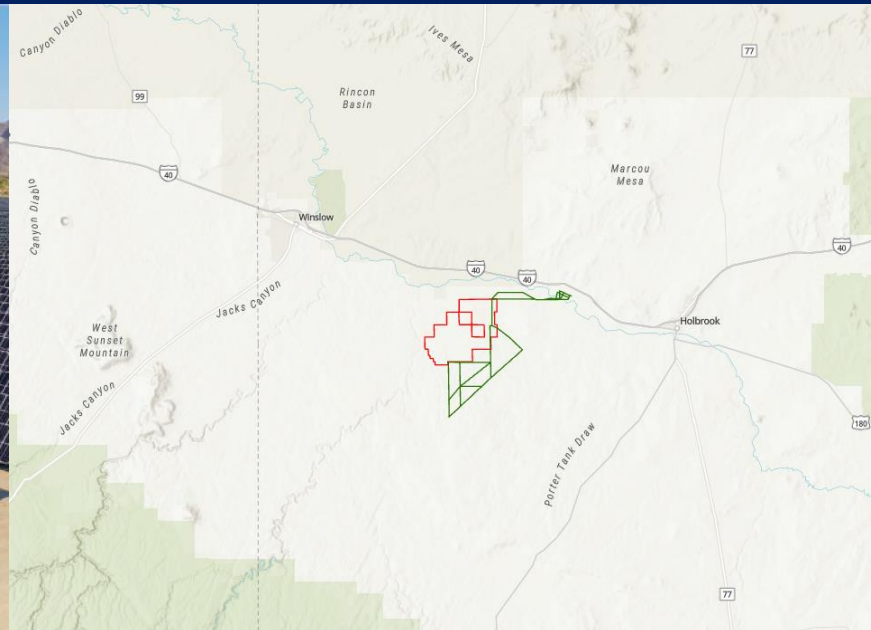 Canyon Diablo
Ives Mesa
77
99
Rincon
Basin
40
Marcou
Mesa
Canyon Diablo
Winslow
40
40
40
Jacks Canyon
Holbrook
West
Sunset
Mountain
Jacks Canyon
180
Porter Tank Draw
77